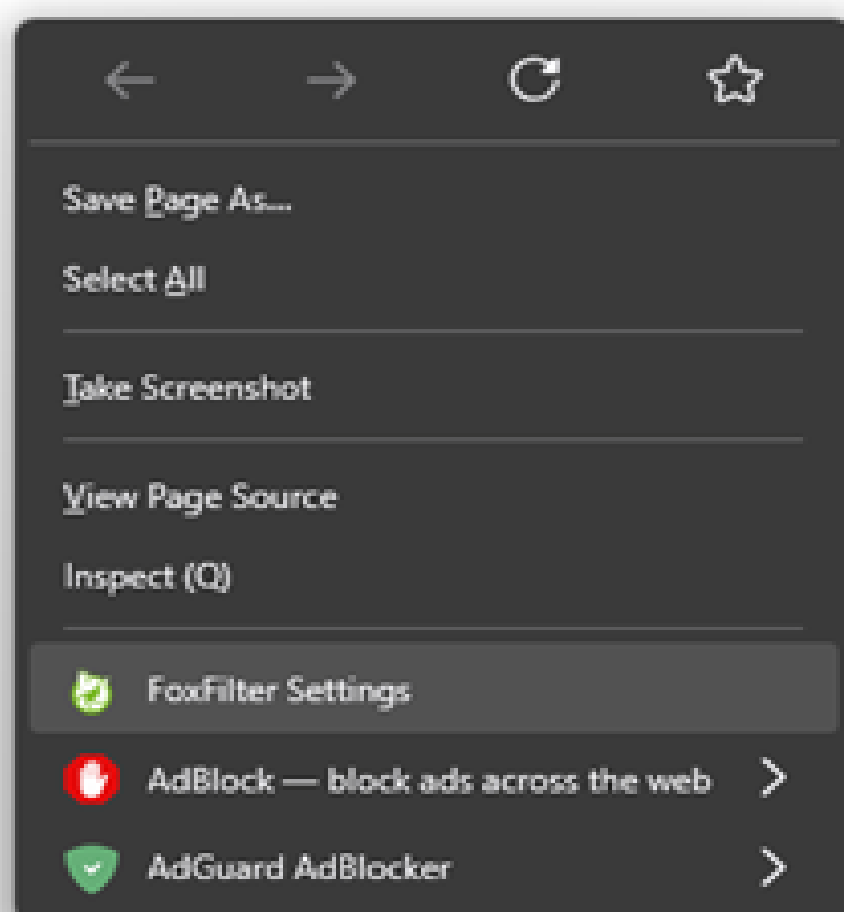 Save Page As...
Select All
Take Screenshot
View Page Source
Inspect (Q)
FoxFilter Settings
AdBlock — block ads across the web
AdGuard AdBlocker